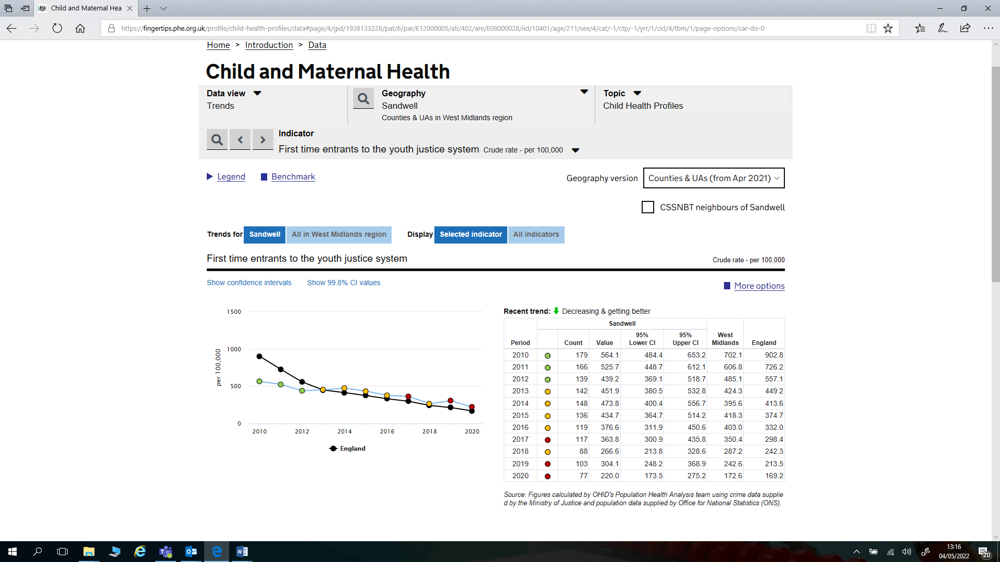 Child and Maternal Hea
https://fingertips.phe.org.uk/profile/child-health-profiles/data#page/4/gid/1938133228/pat/6/par/E12000005/ati/402/are/E08000028/iid/10401/age/211/sex/4/cat/-1/ctp/-1/yrr/1/cid/4/tbm/1/page-options/car-do-0
Home > Introduction > Data
Child and Maternal Health
Data view
Trends
Geography
Sandwell
Counties & UAs in West Midlands region
Topic
Child Health Profiles
Indicator
First time entrants to the youth justice system Crude rate - per 100,000
Legend Benchmark
Geography version Counties & UAs (from Apr 2021)
CSSNBT neighbours of Sandwell
Trends for Sandwell All in West Midlands region Display Selected indicator All indicators
First time entrants to the youth justice system Crude rate - per 100,000
Show confidence intervals Show 99.8% CI values
More options
1500
1000
500
0
per 100,000
2010 2012 2014 2016 2018 2020
England
Recent trend: Decreasing & getting better
Sandwell
Period Count Value 95% Lower CI 95% Upper CI West Midlands England
2010 179 564.1 484.4 653.2 702.1 902.8
2011 166 525.7 448.7 612.1 606.8 726.2
2012 139 439.2 369.1 518.7 485.1 557.1
2013 142 451.9 380.5 532.8 424.3 449.2
2014 148 473.8 400.4 556.7 395.6 413.6
2015 136 434.7 364.7 514.2 418.3 374.7
2016 119 376.6 311.9 450.6 403.0 332.0
2017 117 363.8 300.9 435.8 350.4 298.4
2018 88 266.6 213.8 328.6 287.2 242.3
2019 103 304.1 248.2 368.9 242.6 213.5
2020 77 220.0 173.5 275.2 172.6 169.2
Source: Figures calculated by OHID's Population Health Analysis team using crime data supplie
d by the Ministry of Justice and population data supplied by Office for National Statistics (ONS).
13:16
04/05/2022
20